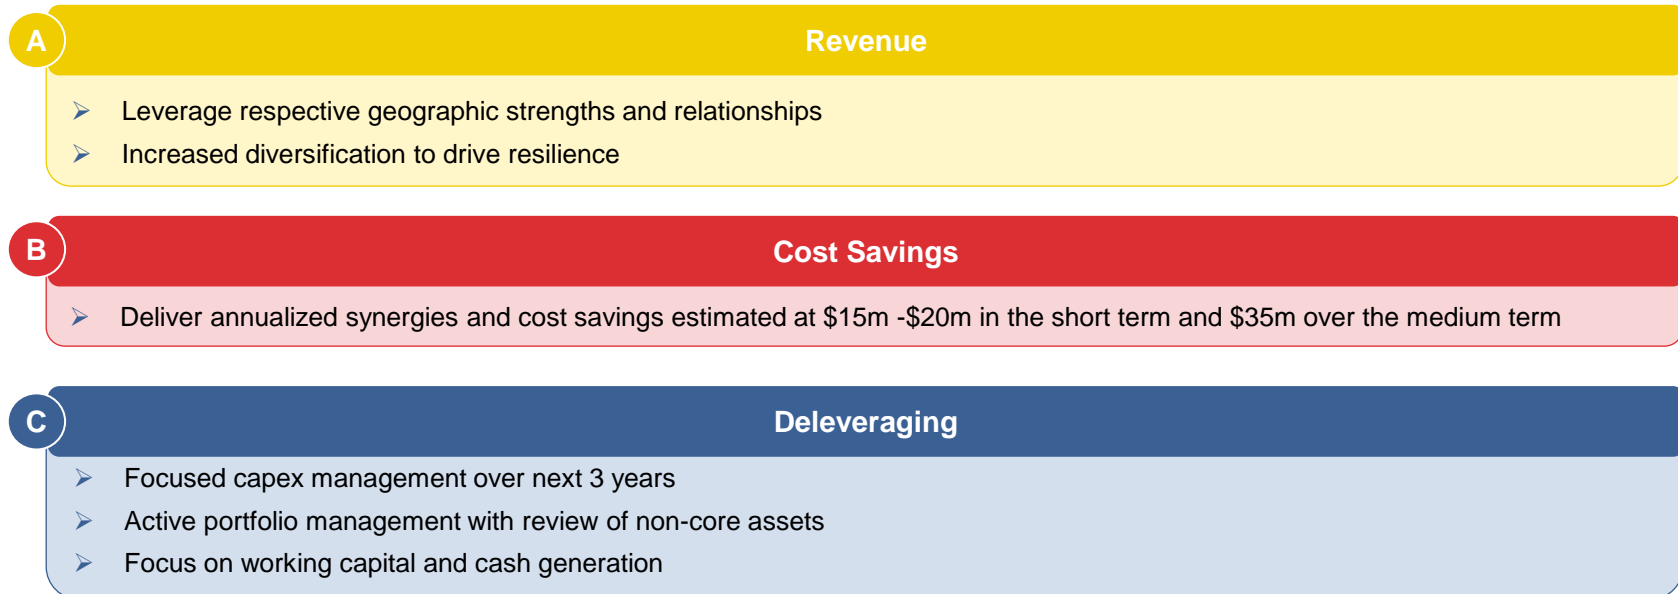 A
Revenue
➢ Leverage respective geographic strengths and relationships
➢ Increased diversification to drive resilience
B
Cost Savings
➢ Deliver annualized synergies and cost savings estimated at $15m -$20m in the short term and $35m over the medium term
C
Deleveraging
➢ Focused capex management over next 3 years
➢ Active portfolio management with review of non-core assets
➢ Focus on working capital and cash generation